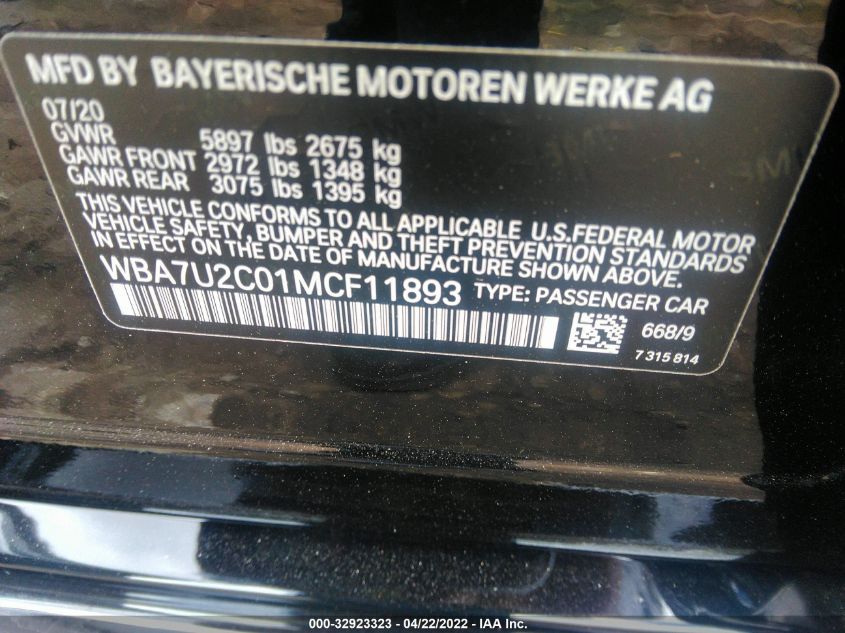 MFD BY BAYERISCHE MOTOREN WERKE AG
07/20
GVWR 5897 lbs 2675 kg
GAWR FRONT 2972 lbs 1348 kg
GAWR REAR 3075 lbs 1395 kg
THIS VEHICLE CONFORMS TO ALL APPLICABLE U.S.FEDERAL MOTOR
VEHICLE SAFETY, BUMPER AND THEFT PREVENTION STANDARDS
IN EFFECT ON THE DATE OF MANUFACTURE SHOWN ABOVE.
WBA7U2C01MCF11893 TYPE: PASSENGER CAR
668/9
7 315 814
000-32923323 - 04/22/2022 - IAA Inc.